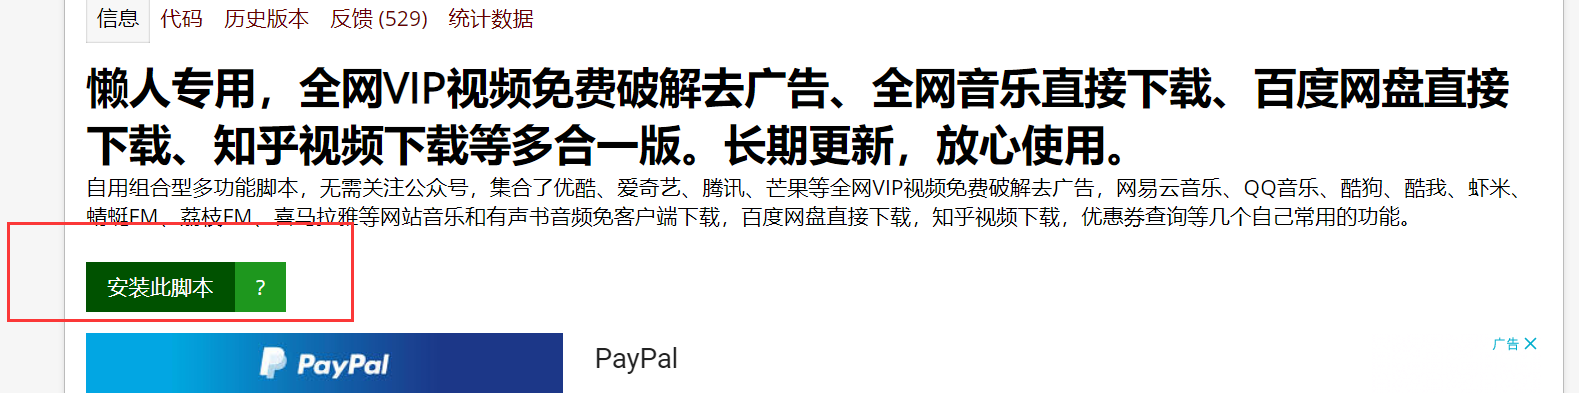 信息 代码 历史版本 反馈 (529) 统计数据
懒人专用，全网VIP视频免费破解去广告、全网音乐直接下载、百度网盘直接
下载、知乎视频下载等多合一版。长期更新，放心使用。
自用组合型多功能脚本，无需关注公众号，集合了优酷、爱奇艺、腾讯、芒果等全网VIP视频免费破解去广告，网易云音乐、QQ音乐、酷狗、酷我、虾米、
蜻蜓FM、荔枝FM、喜马拉雅等网站音乐和有声书音频免客户端下载，百度网盘直接下载，知乎视频下载，优惠券查询等几个自己常用的功能。
安装此脚本 ?
PayPal PayPal 广告